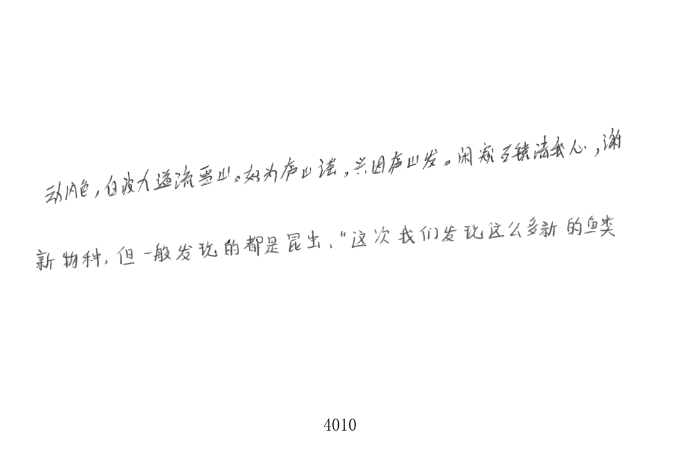 动风色,白波九道流雪山。好为庐山谣,兴因庐山发。闲窥石镜清我心,谢
新物种,但一般发现的都是昆虫、"这次我们发现这么多新的鱼类
4010